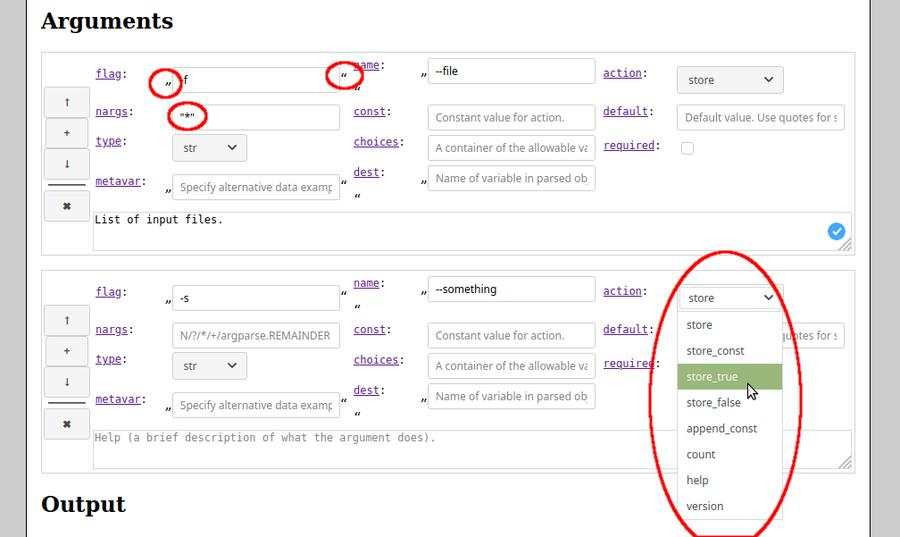 Arguments
flag: „ -f “ name: „ --file “ action: store
nargs: "*" const: Constant value for action. default: Default value. Use quotes for s
type: str choices: A container of the allowable va required:
metavar: „ Specify alternative data examp “ dest: „ Name of variable in parsed ob “
↑
+
↓
✖
List of input files.
flag: „ -s “ name: „ --something “ action: store
nargs: N/?/*/+/argparse.REMAINDER const: Constant value for action. default: quotes for s
type: str choices: A container of the allowable va required:
metavar: „ Specify alternative data examp “ dest: „ Name of variable in parsed ob “
↑
+
↓
✖
Help (a brief description of what the argument does).
store
store_const
store_true
store_false
append_const
count
help
version
Output